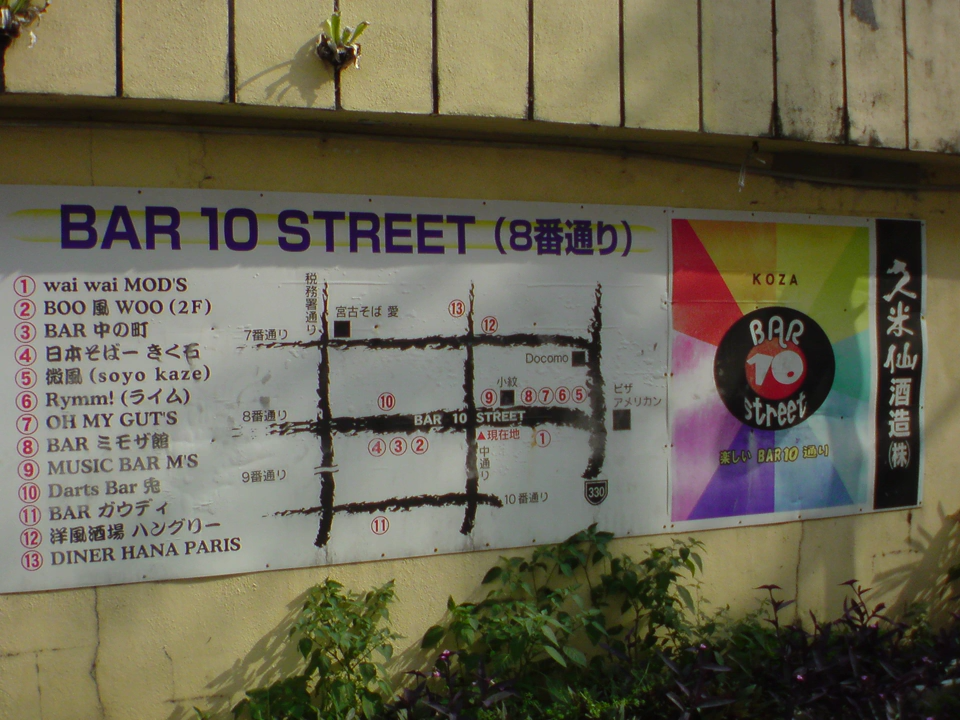 BAR 10 STREET (8番通り)
① wai wai MOD'S
② BOO 風 WOO (2F)
③ BAR 中の町
④ 日本そばー きく石
⑤ 微風 (soyo kaze)
⑥ Rymm! (ライム)
⑦ OH MY GUT'S
⑧ BAR ミモザ館
⑨ MUSIC BAR M'S
⑩ Darts Bar 兎
⑪ BAR ガウディ
⑫ 洋風酒場 ハングリー
⑬ DINER HANA PARIS
税務署通り
宮古そば 愛
⑬
⑫
7番通り
Docomo
小紋
⑩
⑨
⑧⑦⑥⑤
ビザ
アメリカン
8番通り
BAR 10 STREET
④③②
▲現在地
①
中通り
9番通り
10番通り
330
⑪
KOZA
BAR
10
street
楽しい BAR10 通り
久米仙酒造(株)